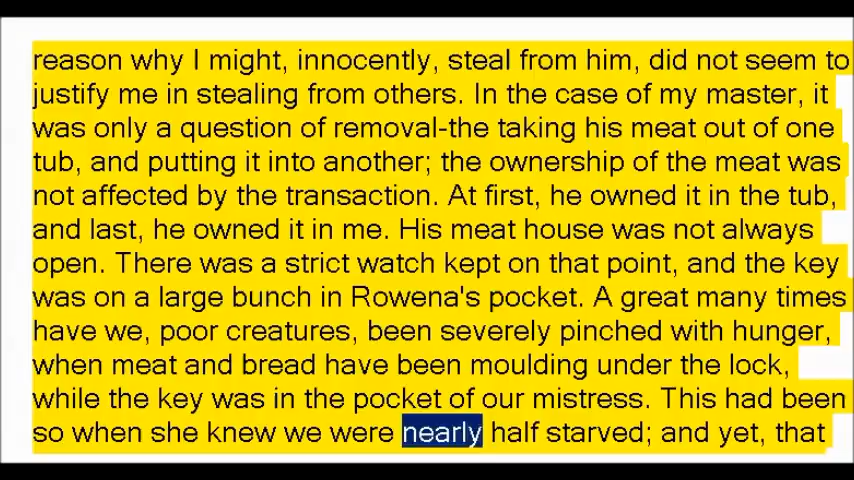 reason why I might, innocently, steal from him, did not seem to
justify me in stealing from others. In the case of my master, it
was only a question of removal-the taking his meat out of one
tub, and putting it into another; the ownership of the meat was
not affected by the transaction. At first, he owned it in the tub,
and last, he owned it in me. His meat house was not always
open. There was a strict watch kept on that point, and the key
was on a large bunch in Rowena's pocket. A great many times
have we, poor creatures, been severely pinched with hunger,
when meat and bread have been moulding under the lock,
while the key was in the pocket of our mistress. This had been
so when she knew we were nearly half starved; and yet, that